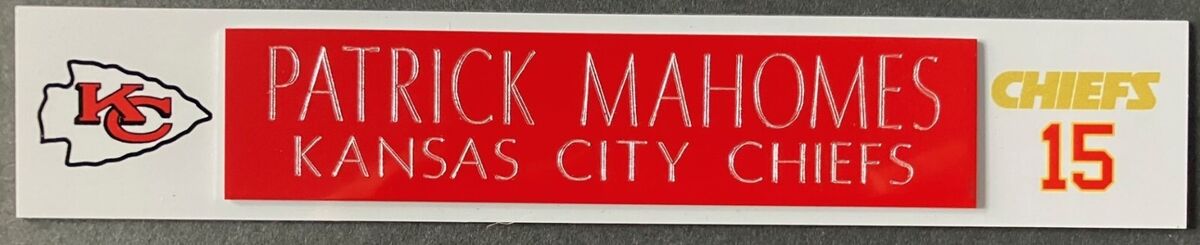 KC
PATRICK MAHOMES
KANSAS CITY CHIEFS
CHIEFS
15